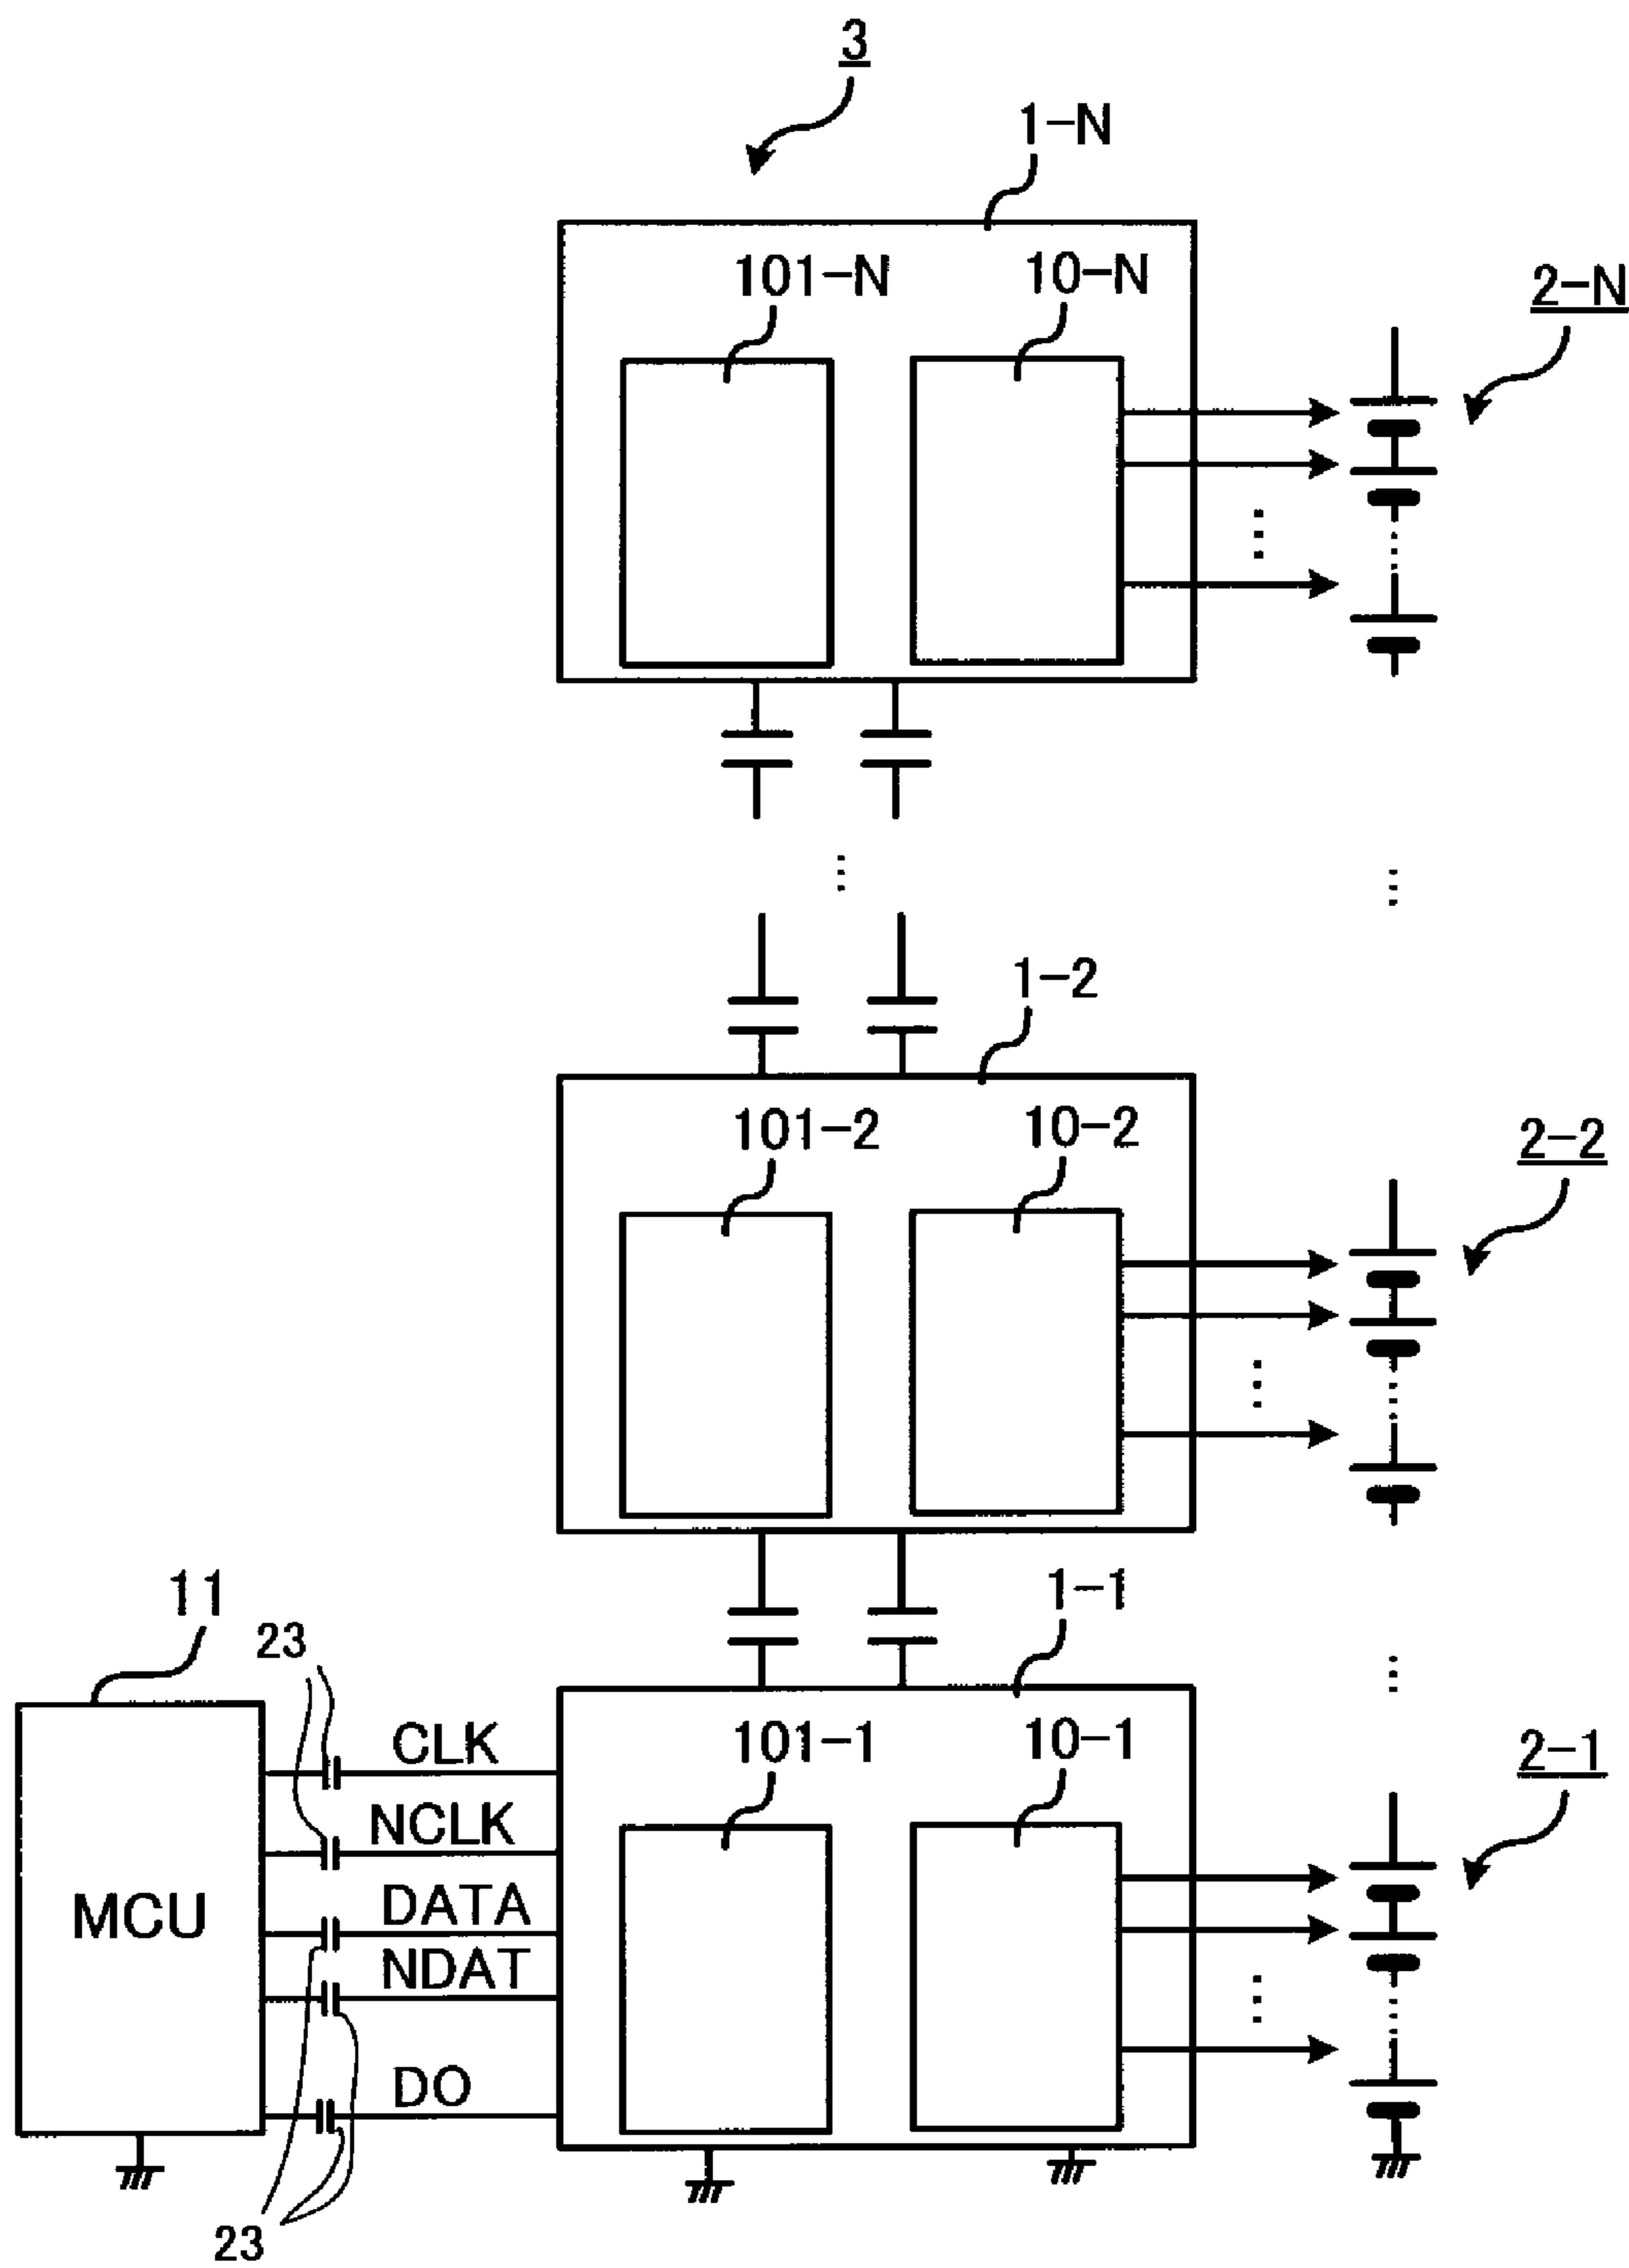 3
1-N
101-N
10-N
2-N
1-2
101-2
10-2
2-2
11
23
1-1
CLK
101-1
10-1
2-1
NCLK
MCU
DATA
NDAT
DO
23